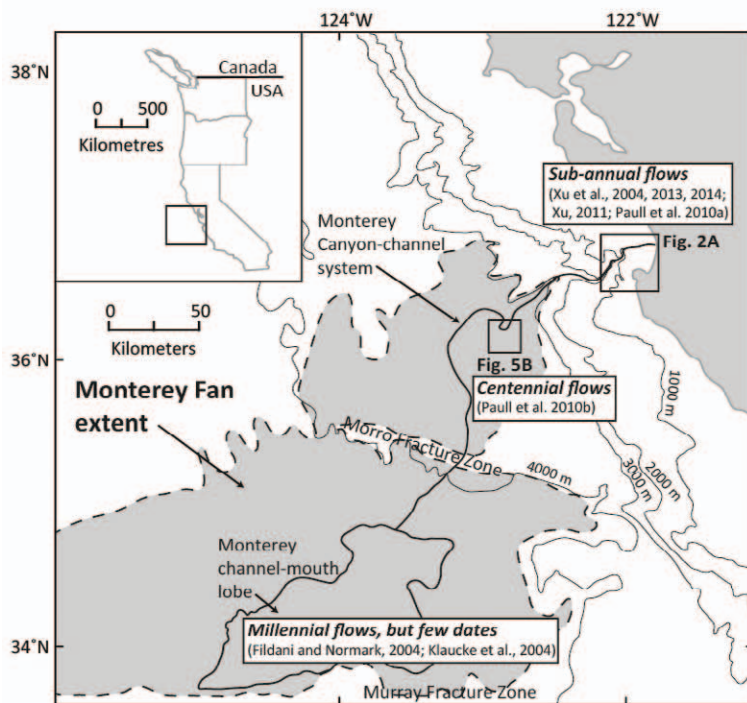 124°W
122°W
38°N
Canada
USA
0 500
Kilometres
Sub-annual flows
(Xu et al., 2004, 2013, 2014;
Xu, 2011; Paull et al. 2010a)
Monterey
Canyon-channel
system
Fig. 2A
0 50
Kilometers
36°N
Fig. 5B
Monterey Fan
extent
Centennial flows
(Paull et al. 2010b)
1000 m
Morro Fracture Zone
4000 m
3000 m
2000 m
Monterey
channel-mouth
lobe
34°N
Millennial flows, but few dates
(Fildani and Normark, 2004; Klaucke et al., 2004)
Murray Fracture Zone